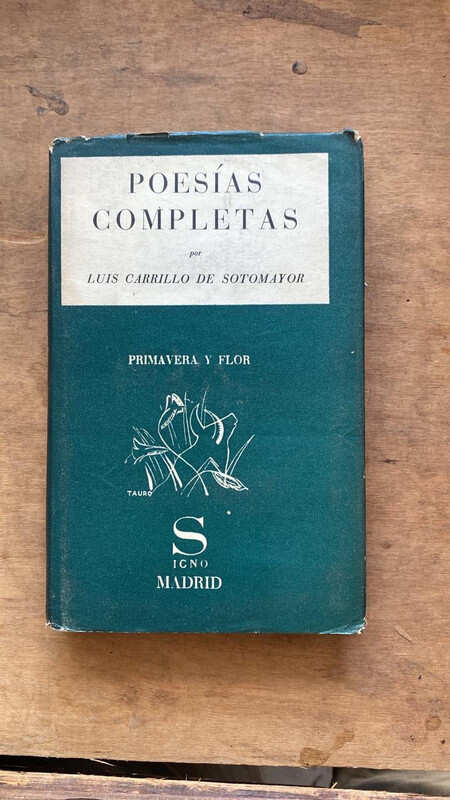 POESÍAS
COMPLETAS
por
LUIS CARRILLO DE SOTOMAYOR
PRIMAVERA Y FLOR
TAURO
S
IGNO
MADRID